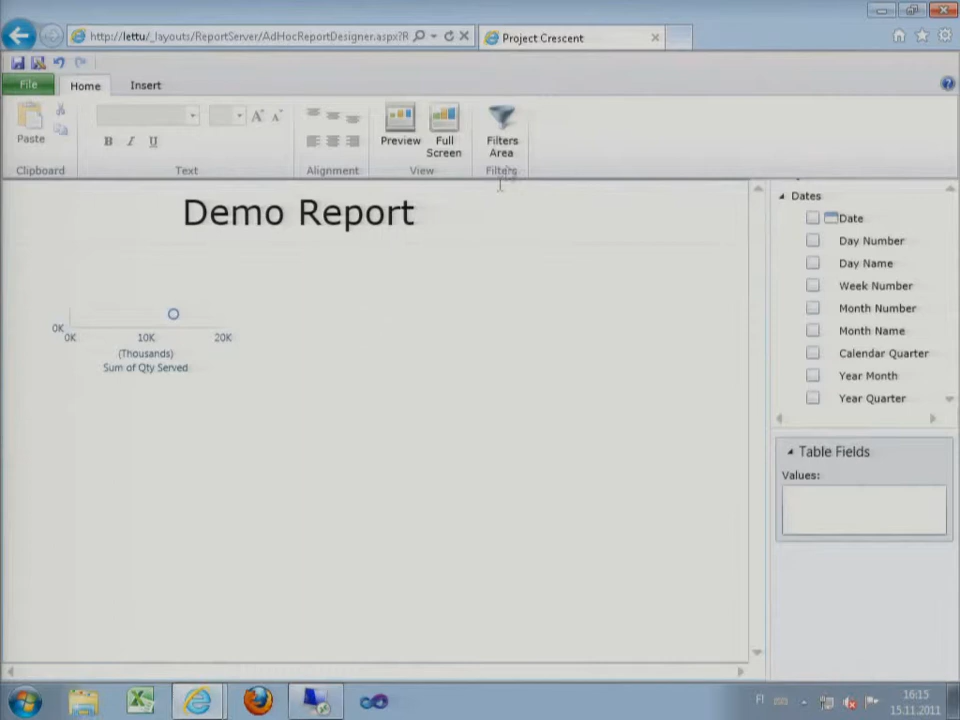 http://lettu/_layouts/ReportServer/AdHocReportDesigner.aspx?R
Project Crescent
File
Home
Insert
Paste
Clipboard
B I U
A A
Text
Alignment
Preview
Full Screen
View
Filters Area
Filters
Demo Report
0K
0K 10K 20K
(Thousands)
Sum of Qty Served
Dates
Date
Day Number
Day Name
Week Number
Month Number
Month Name
Calendar Quarter
Year Month
Year Quarter
Table Fields
Values:
FI
16:15
15.11.2011